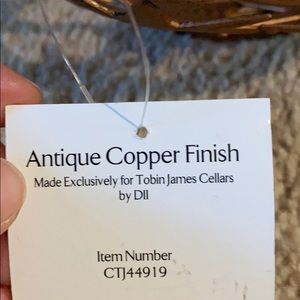 Antique Copper Finish
Made Exclusively for Tobin James Cellars
by DII
Item Number
CTJ44919